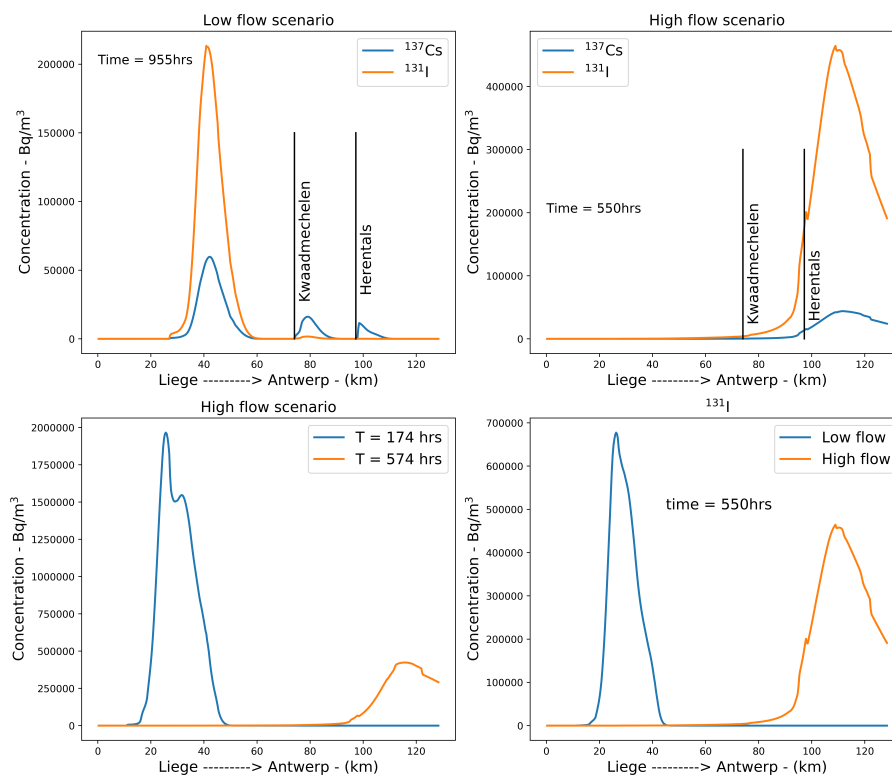 Low flow scenario
Concentration - Bq/m³
200000
150000
100000
50000
0
Time = 955hrs
¹³⁷Cs
¹³¹I
Kwaadmechelen
Herentals
0 20 40 60 80 100 120
Liege ---------> Antwerp - (km)
High flow scenario
Concentration - Bq/m³
400000
300000
200000
100000
0
¹³⁷Cs
¹³¹I
Time = 550hrs
Kwaadmechelen
Herentals
0 20 40 60 80 100 120
Liege ---------> Antwerp - (km)
High flow scenario
Concentration - Bq/m³
2000000
1750000
1500000
1250000
1000000
750000
500000
250000
0
T = 174 hrs
T = 574 hrs
0 20 40 60 80 100 120
Liege ---------> Antwerp - (km)
¹³¹I
Concentration - Bq/m³
700000
600000
500000
400000
300000
200000
100000
0
Low flow
High flow
time = 550hrs
0 20 40 60 80 100 120
Liege ---------> Antwerp - (km)